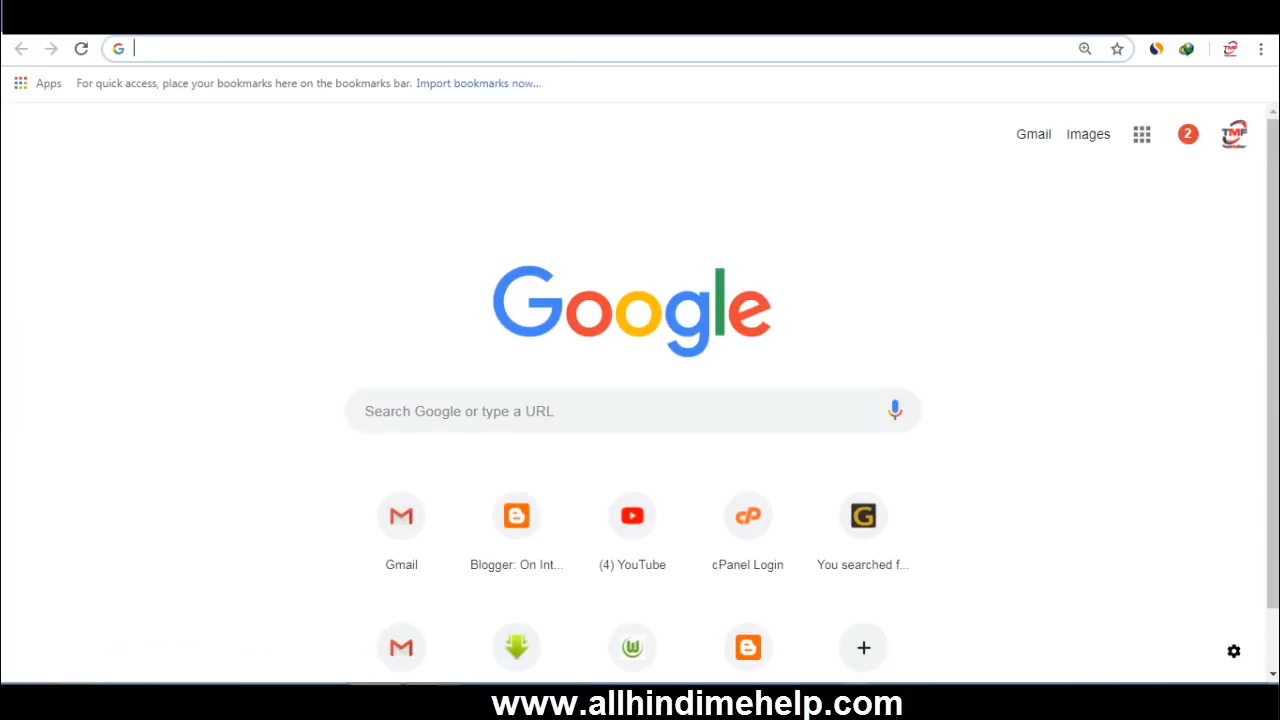 Apps For quick access, place your bookmarks here on the bookmarks bar. Import bookmarks now...
Gmail Images 2 TMF
Google
Search Google or type a URL
Gmail Blogger: On Int... (4) YouTube cPanel Login You searched f...
www.allhindimehelp.com